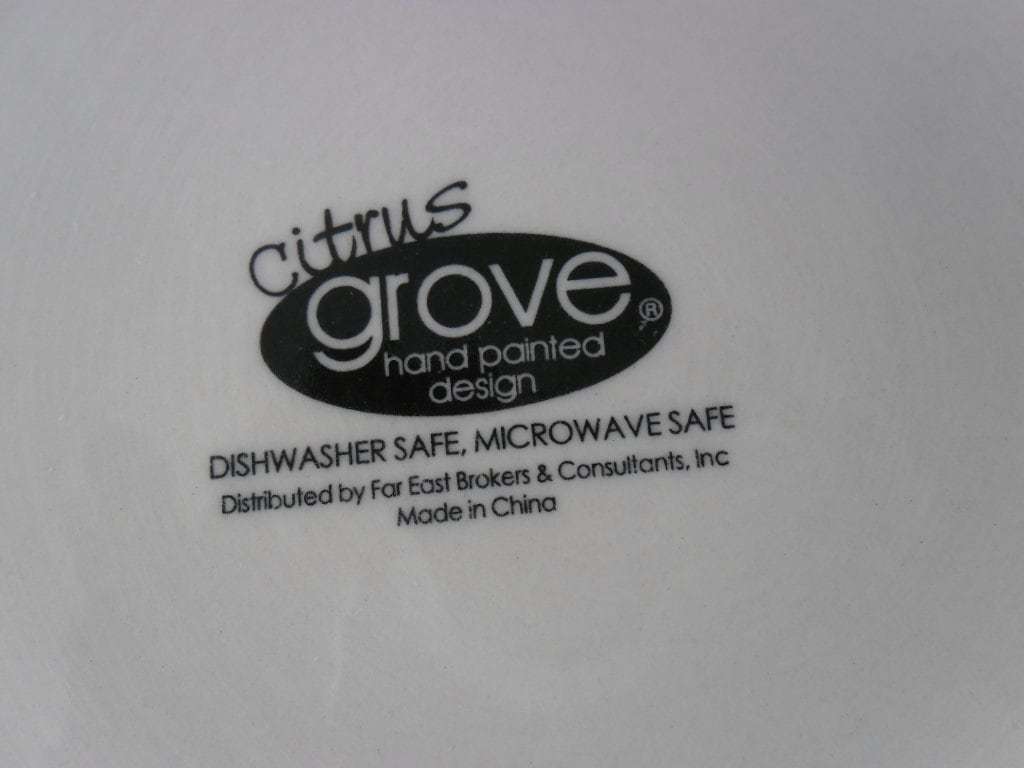 citrus
grove®
hand painted
design
DISHWASHER SAFE, MICROWAVE SAFE
Distributed by Far East Brokers & Consultants, Inc
Made in China